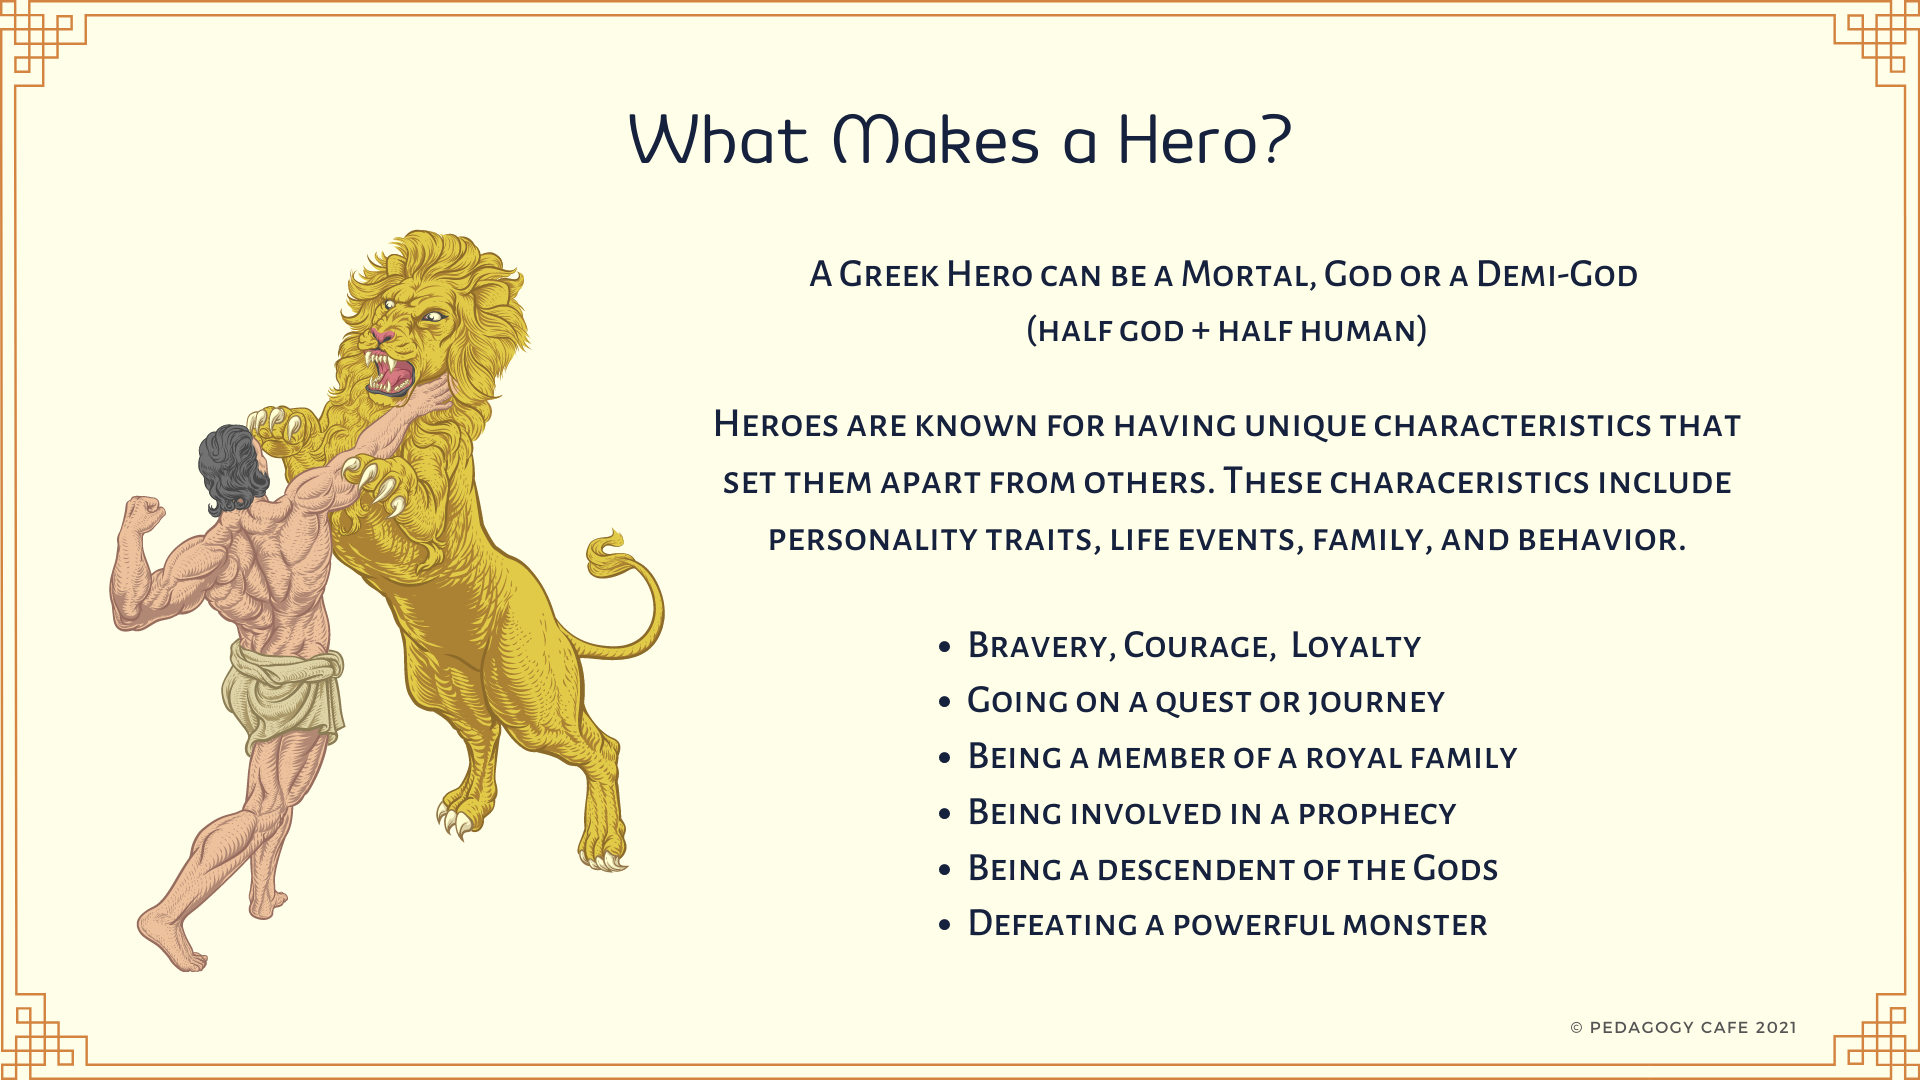 What Makes a Hero?
A Greek Hero can be a Mortal, God or a Demi-God
(half god + half human)
Heroes are known for having unique characteristics that
set them apart from others. These characeristics include
personality traits, life events, family, and behavior.
• Bravery, Courage,  Loyalty
• Going on a quest or journey
• Being a member of a royal family
• Being involved in a prophecy
• Being a descendent of the Gods
• Defeating a powerful monster
© PEDAGOGY CAFE 2021